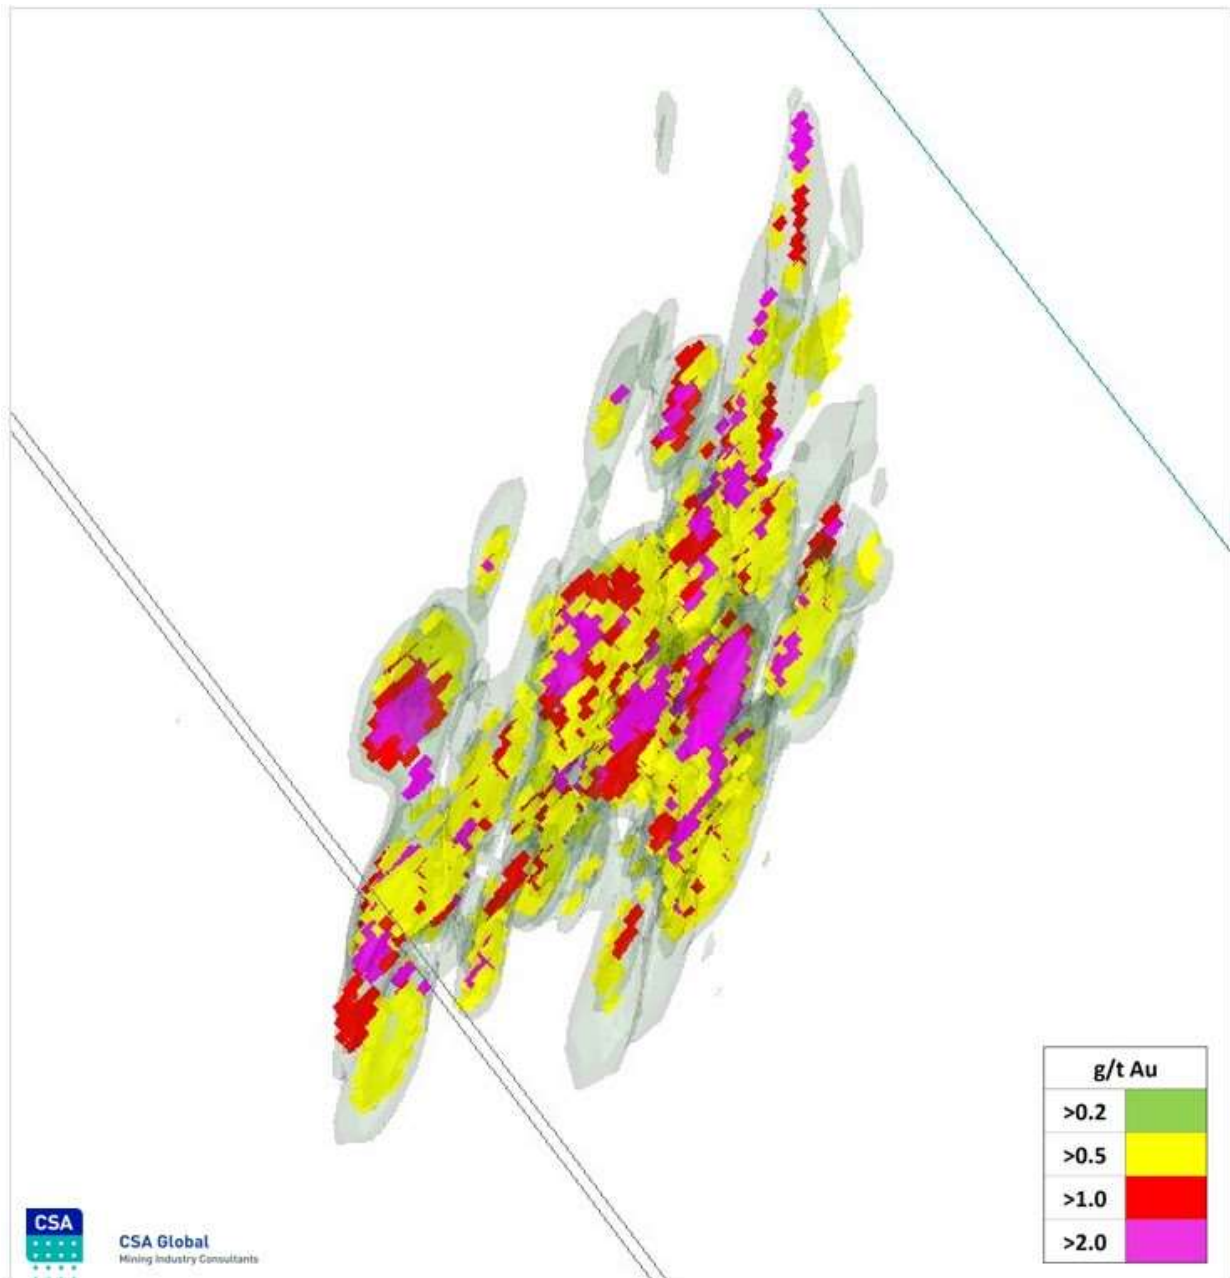 g/t Au
>0.2
>0.5
>1.0
>2.0
CSA
CSA Global
Mining Industry Consultants